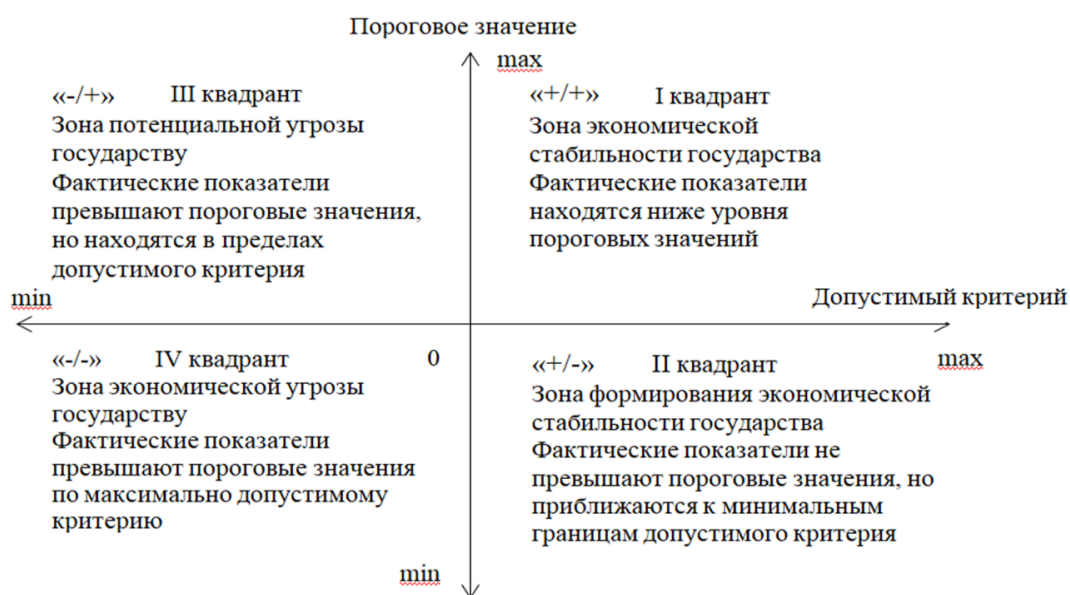 Пороговое значение
max
«-/+» III квадрант
Зона потенциальной угрозы
государству
Фактические показатели
превышают пороговые значения,
но находятся в пределах
допустимого критерия
«+/+» I квадрант
Зона экономической
стабильности государства
Фактические показатели
находятся ниже уровня
пороговых значений
min
Допустимый критерий
«-/-» IV квадрант
Зона экономической угрозы
государству
Фактические показатели
превышают пороговые значения
по максимально допустимому
критерию
0
«+/-» II квадрант
Зона формирования экономической
стабильности государства
Фактические показатели не
превышают пороговые значения, но
приближаются к минимальным
границам допустимого критерия
max
min